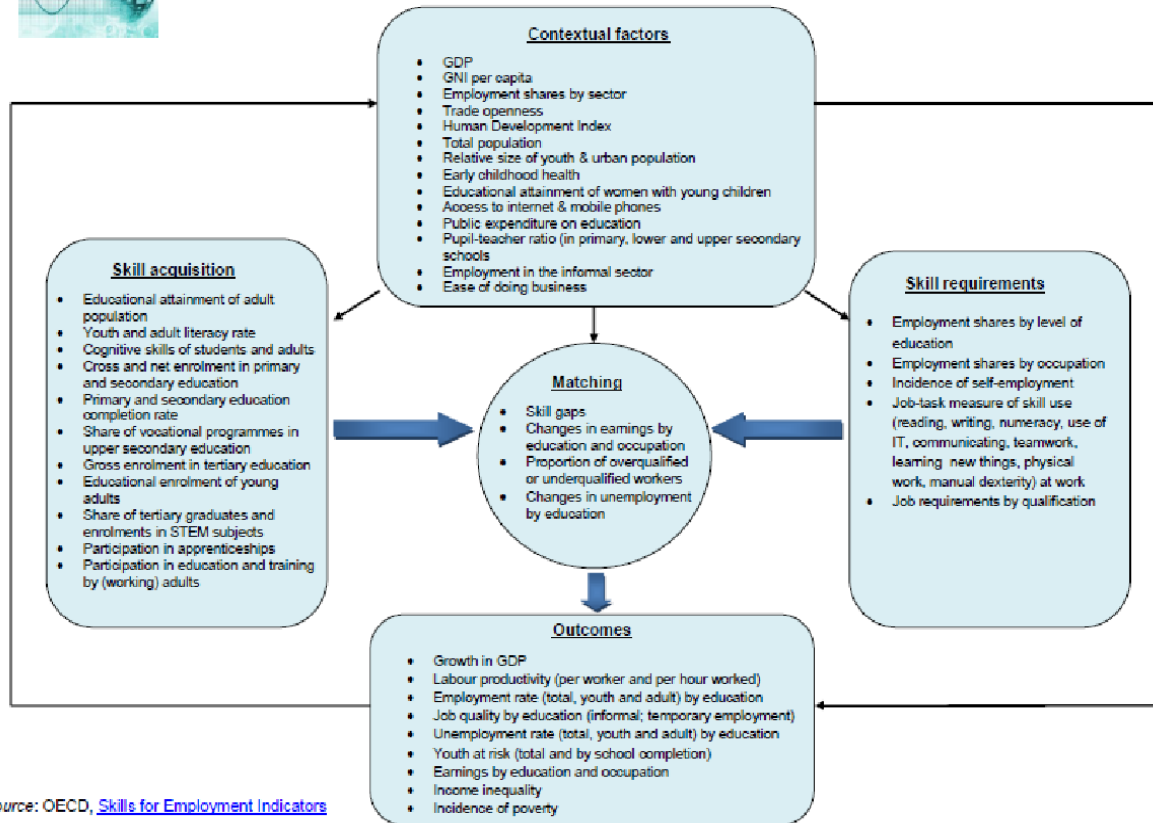 Contextual factors
• GDP
• GNI per capita
• Employment shares by sector
• Trade openness
• Human Development Index
• Total population
• Relative size of youth & urban population
• Early childhood health
• Educational attainment of women with young children
• Access to internet & mobile phones
• Public expenditure on education
• Pupil-teacher ratio (in primary, lower and upper secondary
schools
• Employment in the informal sector
• Ease of doing business
Skill acquisition
• Educational attainment of adult
population
• Youth and adult literacy rate
• Cognitive skills of students and adults
• Cross and net enrolment in primary
and secondary education
• Primary and secondary education
completion rate
• Share of vocational programmes in
upper secondary education
• Gross enrolment in tertiary education
• Educational enrolment of young
adults
• Share of tertiary graduates and
enrolments in STEM subjects
• Participation in apprenticeships
• Participation in education and training
by (working) adults
Matching
• Skill gaps
• Changes in earnings by
education and occupation
• Proportion of overqualified
or underqualified workers
• Changes in unemployment
by education
Skill requirements
• Employment shares by level of
education
• Employment shares by occupation
• Incidence of self-employment
• Job-task measure of skill use
(reading, writing, numeracy, use of
IT, communicating, teamwork,
learning new things, physical
work, manual dexterity) at work
• Job requirements by qualification
Outcomes
• Growth in GDP
• Labour productivity (per worker and per hour worked)
• Employment rate (total, youth and adult) by education
• Job quality by education (informal; temporary employment)
• Unemployment rate (total, youth and adult) by education
• Youth at risk (total and by school completion)
• Earnings by education and occupation
• Income inequality
• Incidence of poverty
urce: OECD, Skills for Employment Indicators